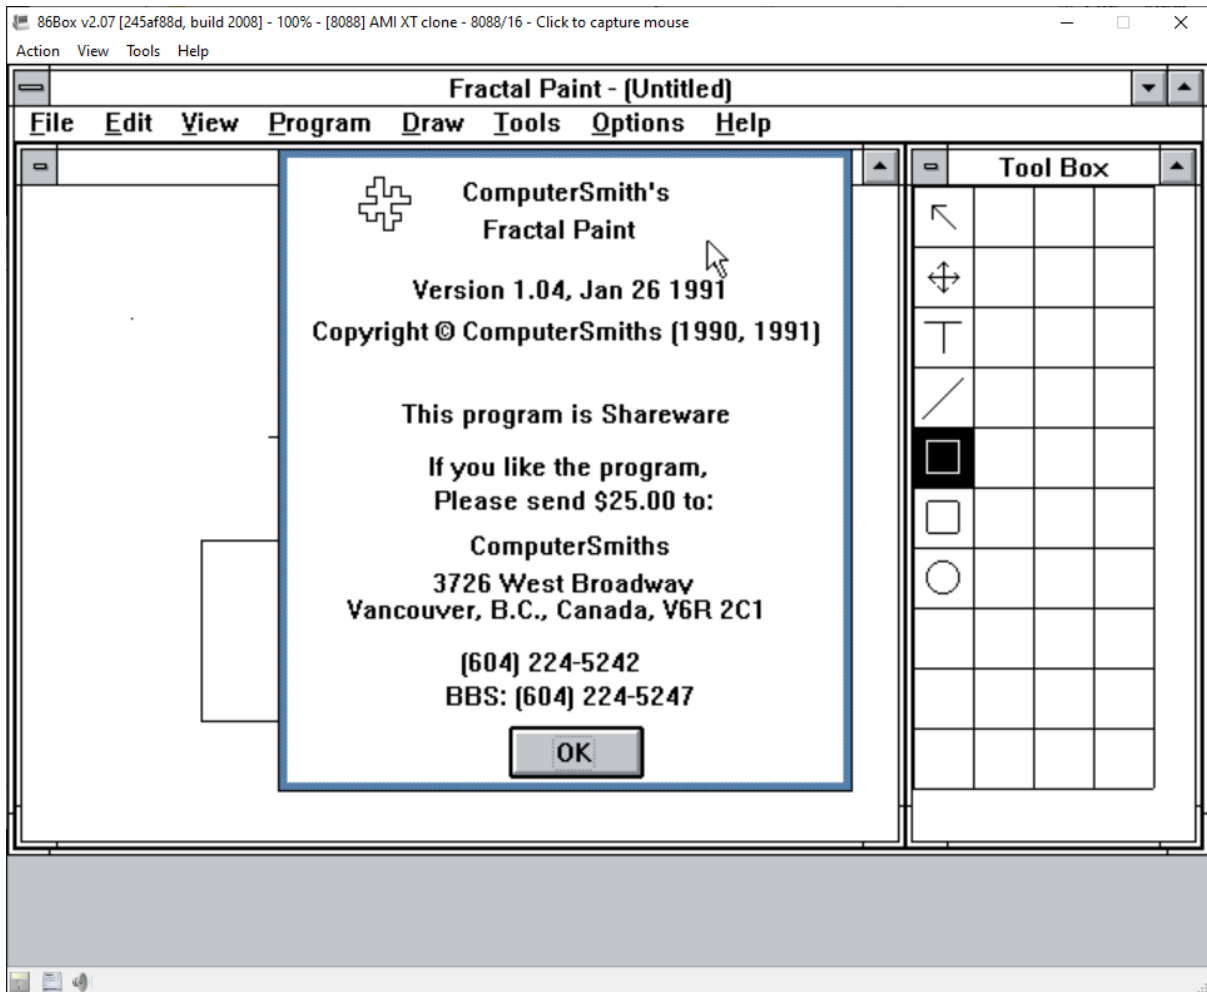 86Box v2.07 [245af88d, build 2008] - 100% - [8088] AMI XT clone - 8088/16 - Click to capture mouse
Action View Tools Help
Fractal Paint - (Untitled)
File Edit View Program Draw Tools Options Help
Tool Box
ComputerSmith's
Fractal Paint
Version 1.04, Jan 26 1991
Copyright © ComputerSmiths (1990, 1991)
This program is Shareware
If you like the program,
Please send $25.00 to:
ComputerSmiths
3726 West Broadway
Vancouver, B.C., Canada, V6R 2C1
(604) 224-5242
BBS: (604) 224-5247
OK